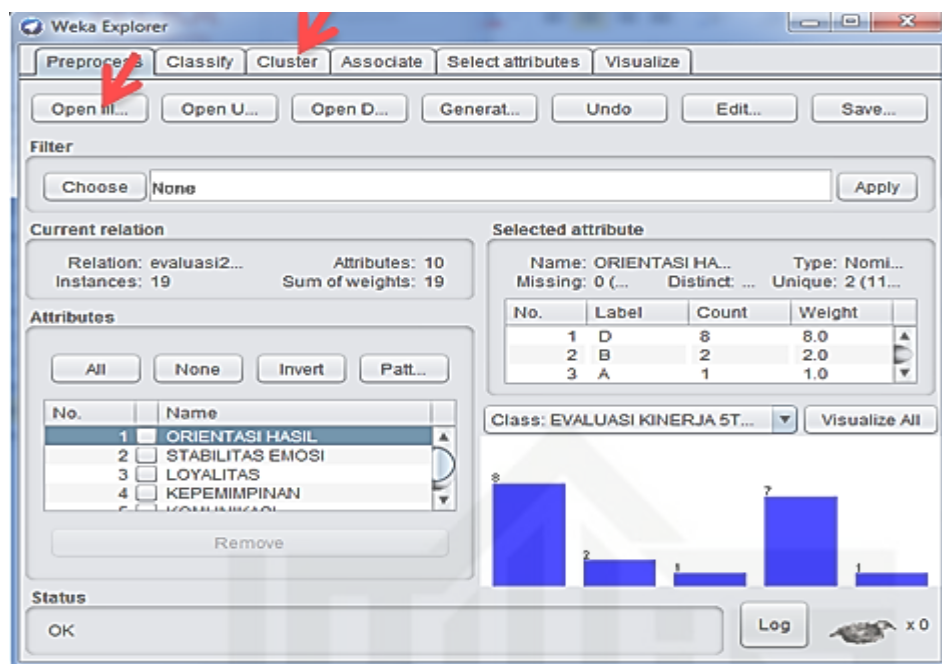 Weka Explorer
Preprocess Classify Cluster Associate Select attributes Visualize
Open fil... Open U... Open D... Generat... Undo Edit... Save...
Filter
Choose None Apply
Current relation
Relation: evaluasi2... Attributes: 10
Instances: 19 Sum of weights: 19
Selected attribute
Name: ORIENTASI HA... Type: Nomi...
Missing: 0 (... Distinct: ... Unique: 2 (11...
No. Label Count Weight
1 D 8 8.0
2 B 2 2.0
3 A 1 1.0
Attributes
All None Invert Patt...
No. Name
1 ORIENTASI HASIL
2 STABILITAS EMOSI
3 LOYALITAS
4 KEPEMIMPINAN
5 KOMUNIKASI
Remove
Class: EVALUASI KINERJA 5T... Visualize All
8 2 1 7 1
Status
OK
Log x 0